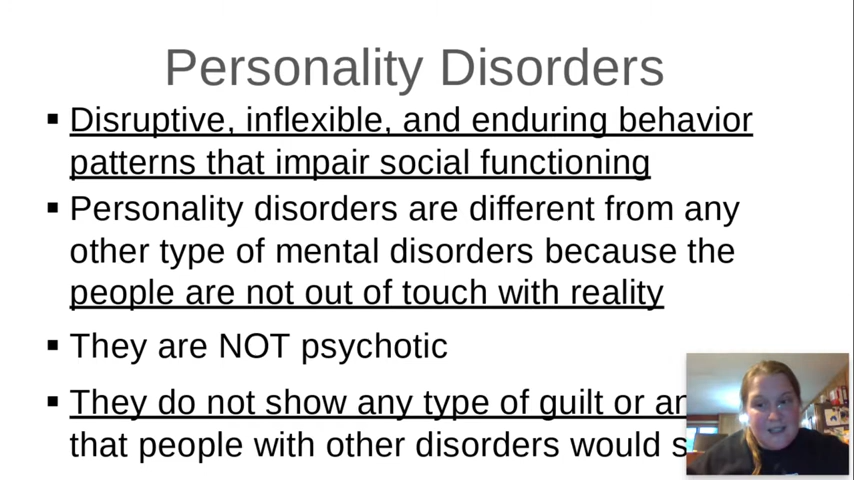 Personality Disorders
▪ Disruptive, inflexible, and enduring behavior
patterns that impair social functioning
▪ Personality disorders are different from any
other type of mental disorders because the
people are not out of touch with reality
▪ They are NOT psychotic
▪ They do not show any type of guilt or
that people with other disorders would